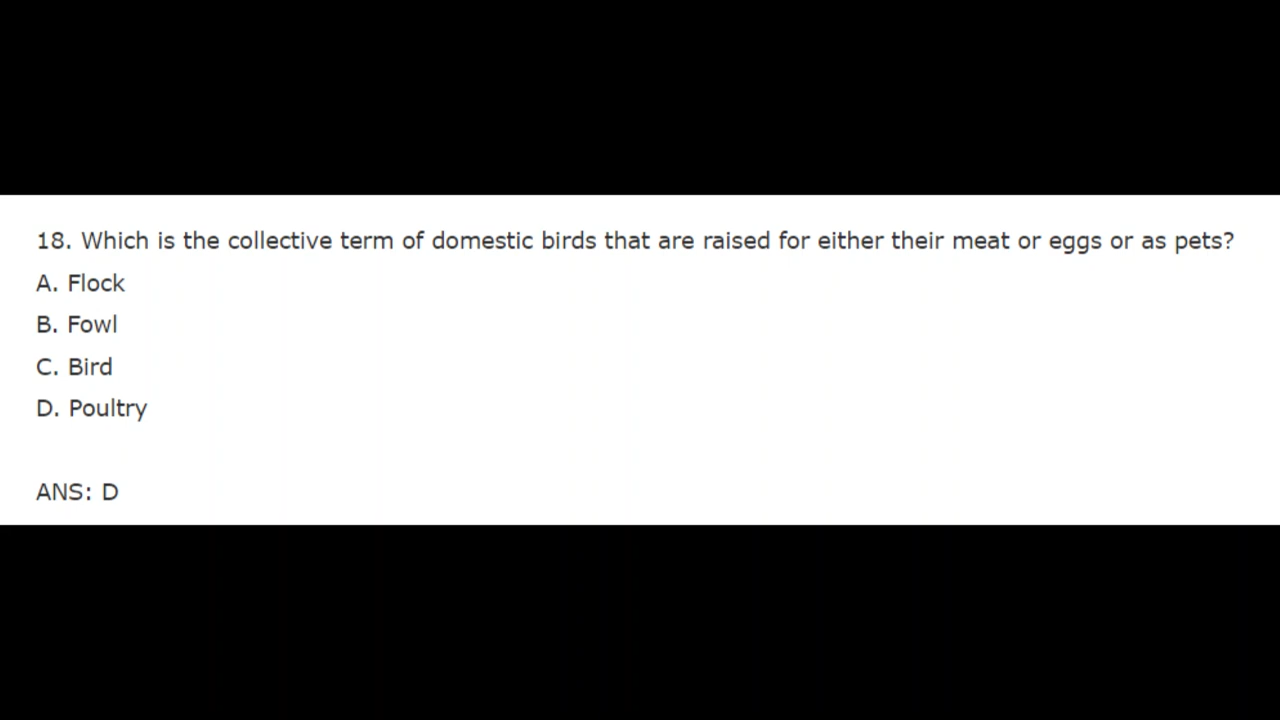 18. Which is the collective term of domestic birds that are raised for either their meat or eggs or as pets?
A. Flock
B. Fowl
C. Bird
D. Poultry
ANS: D